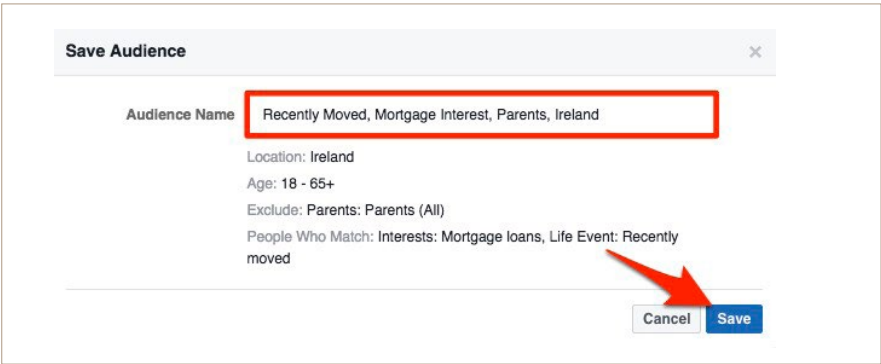 Save Audience ×
Audience Name Recently Moved, Mortgage Interest, Parents, Ireland
Location: Ireland
Age: 18 - 65+
Exclude: Parents: Parents (All)
People Who Match: Interests: Mortgage loans, Life Event: Recently
moved
Cancel Save